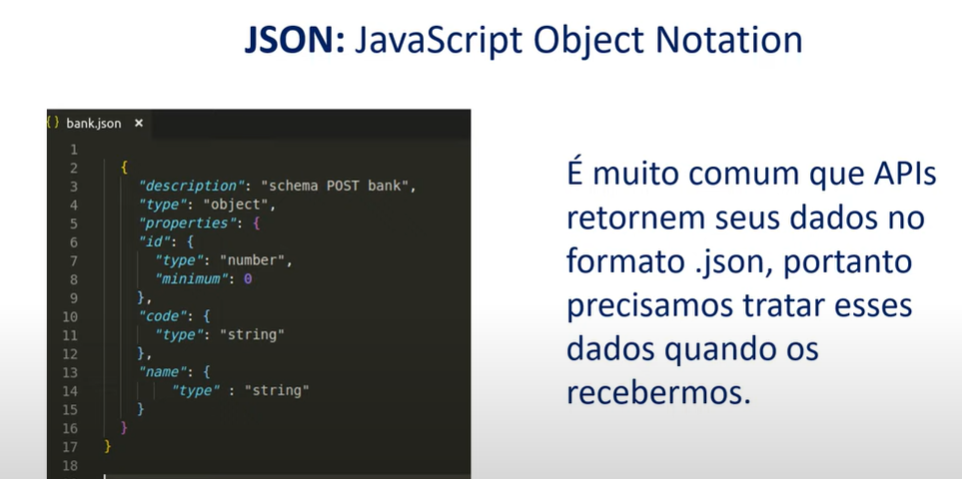 JSON: JavaScript Object Notation
{} bank.json ×
1
2 {
3 "description": "schema POST bank",
4 "type": "object",
5 "properties": {
6 "id": {
7 "type": "number",
8 "minimum": 0
9 },
10 "code": {
11 "type": "string"
12 },
13 "name": {
14 "type" : "string"
15 }
16 }
17 }
18
É muito comum que APIs
retornem seus dados no
formato .json, portanto
precisamos tratar esses
dados quando os
recebermos.